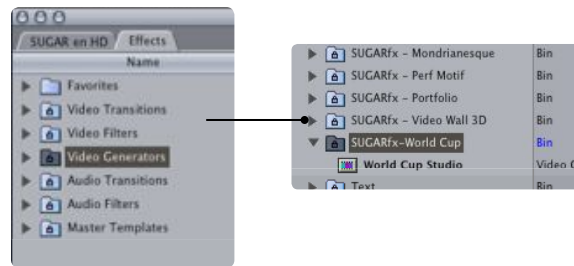 SUGAR en HD
Effects
Name
Favorites
Video Transitions
Video Filters
Video Generators
Audio Transitions
Audio Filters
Master Templates
SUGARfx - Mondrianesque Bin
SUGARfx - Perf Motif Bin
SUGARfx - Portfolio Bin
SUGARfx - Video Wall 3D Bin
SUGARfx-World Cup Bin
World Cup Studio Video
Text Bin